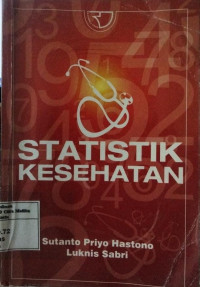 STATISTIK
KESEHATAN
Sutanto Priyo Hastono
Luknis Sabri